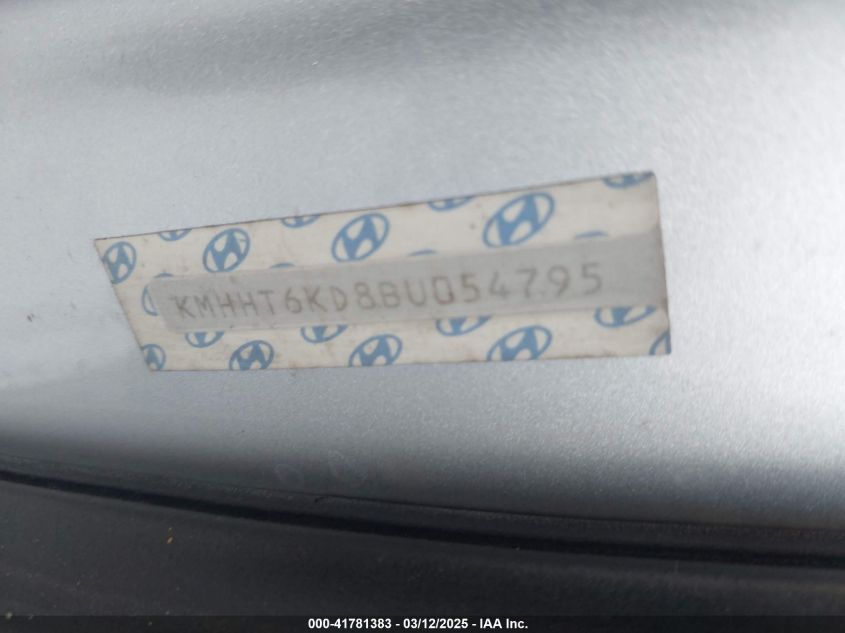 KMHHT6KD8BU054795
000-41781383 - 03/12/2025 - IAA Inc.